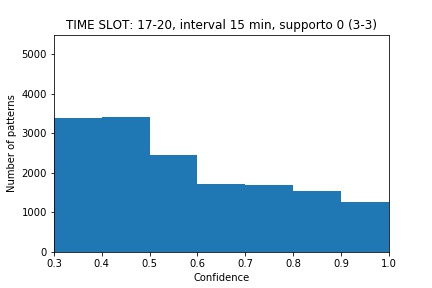 TIME SLOT: 17-20, interval 15 min, supporto 0 (3-3)
5000
4000
3000
2000
1000
0
Number of patterns
0.3 0.4 0.5 0.6 0.7 0.8 0.9 1.0
Confidence